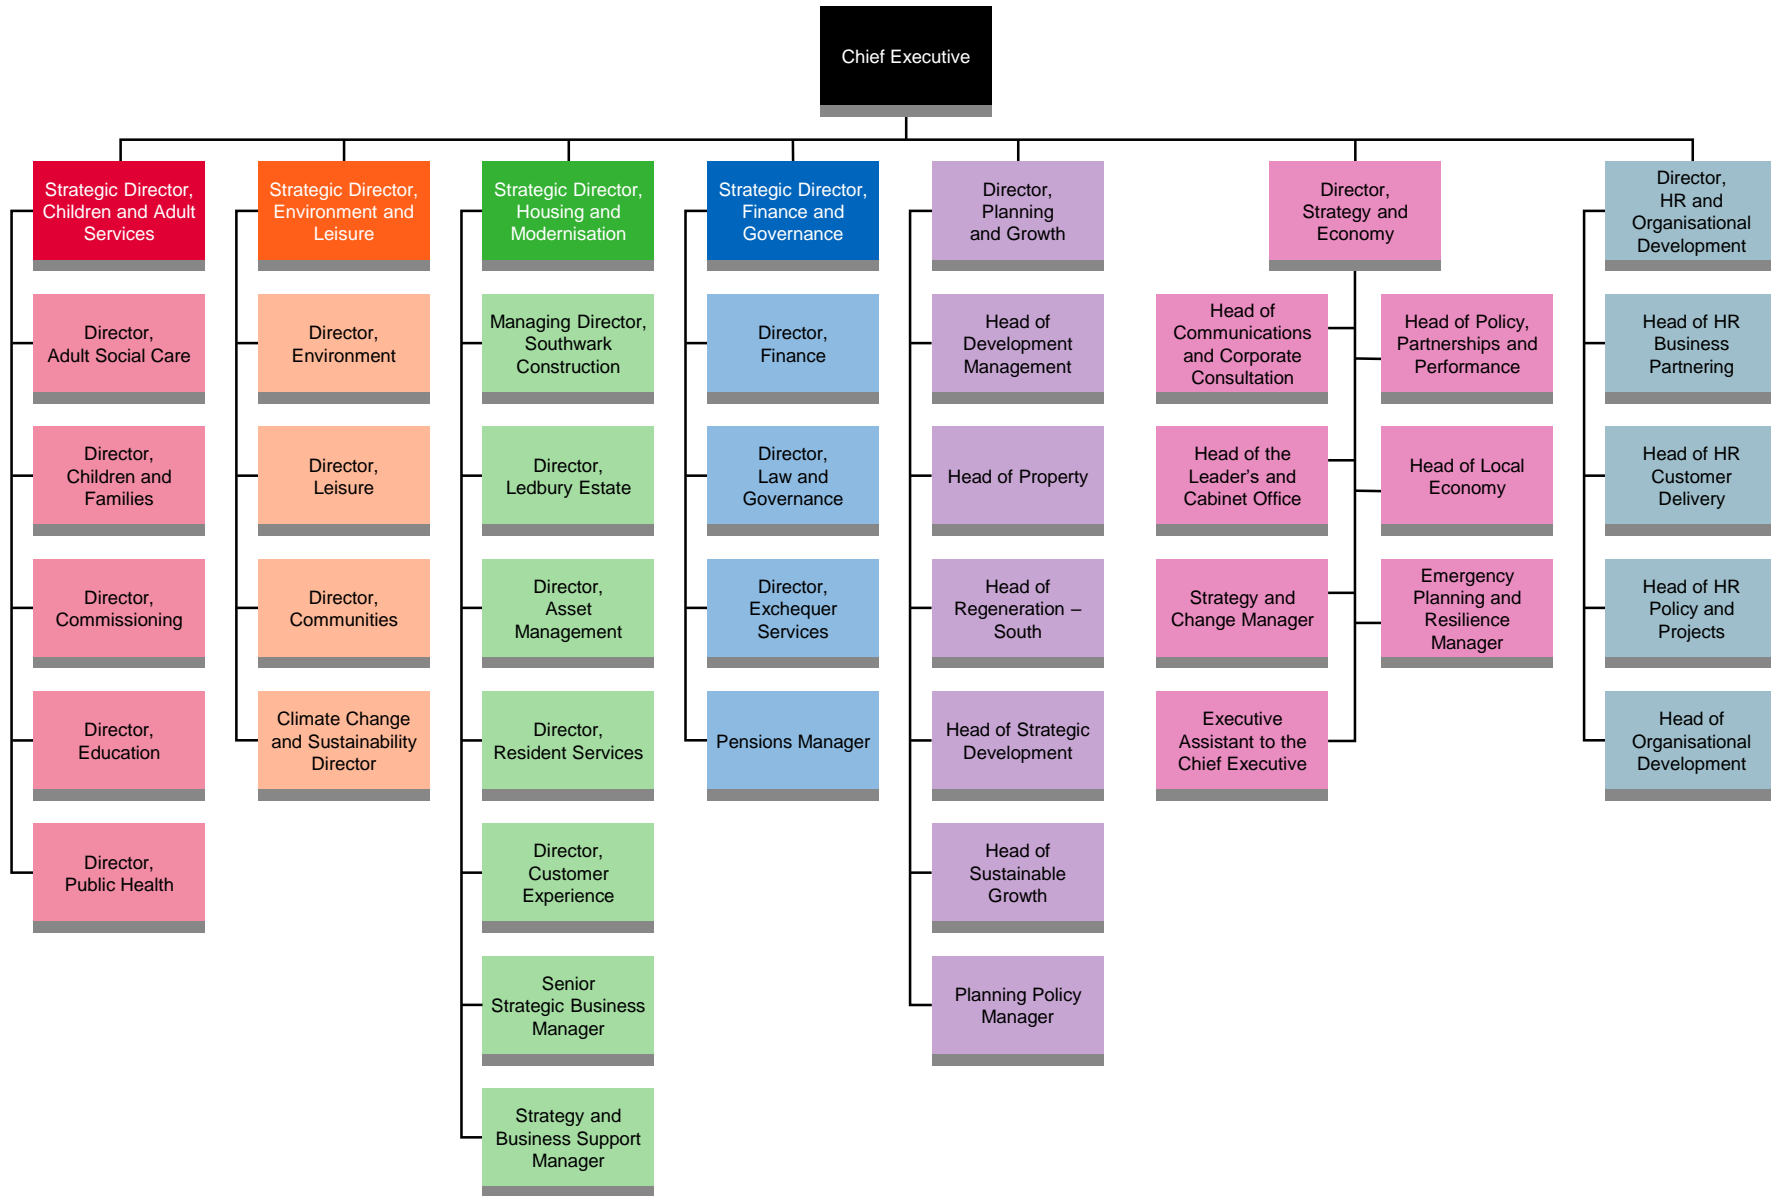 Chief Executive
Strategic Director,
Children and Adult
Services
Strategic Director,
Environment and
Leisure
Strategic Director,
Housing and
Modernisation
Strategic Director,
Finance and
Governance
Director,
Planning
and Growth
Director,
Strategy and
Economy
Director,
HR and
Organisational
Development
Director,
Adult Social Care
Director,
Environment
Managing Director,
Southwark
Construction
Director,
Finance
Head of
Development
Management
Head of
Communications
and Corporate
Consultation
Head of Policy,
Partnerships and
Performance
Head of HR
Business
Partnering
Director,
Children and
Families
Director,
Leisure
Director,
Ledbury Estate
Director,
Law and
Governance
Head of Property
Head of the
Leader's and
Cabinet Office
Head of Local
Economy
Head of HR
Customer
Delivery
Director,
Commissioning
Director,
Communities
Director,
Asset
Management
Director,
Exchequer
Services
Head of
Regeneration –
South
Strategy and
Change Manager
Emergency
Planning and
Resilience
Manager
Head of HR
Policy and
Projects
Director,
Education
Climate Change
and Sustainability
Director
Director,
Resident Services
Pensions Manager
Head of Strategic
Development
Executive
Assistant to the
Chief Executive
Head of
Organisational
Development
Director,
Public Health
Director,
Customer
Experience
Head of
Sustainable
Growth
Senior
Strategic Business
Manager
Planning Policy
Manager
Strategy and
Business Support
Manager